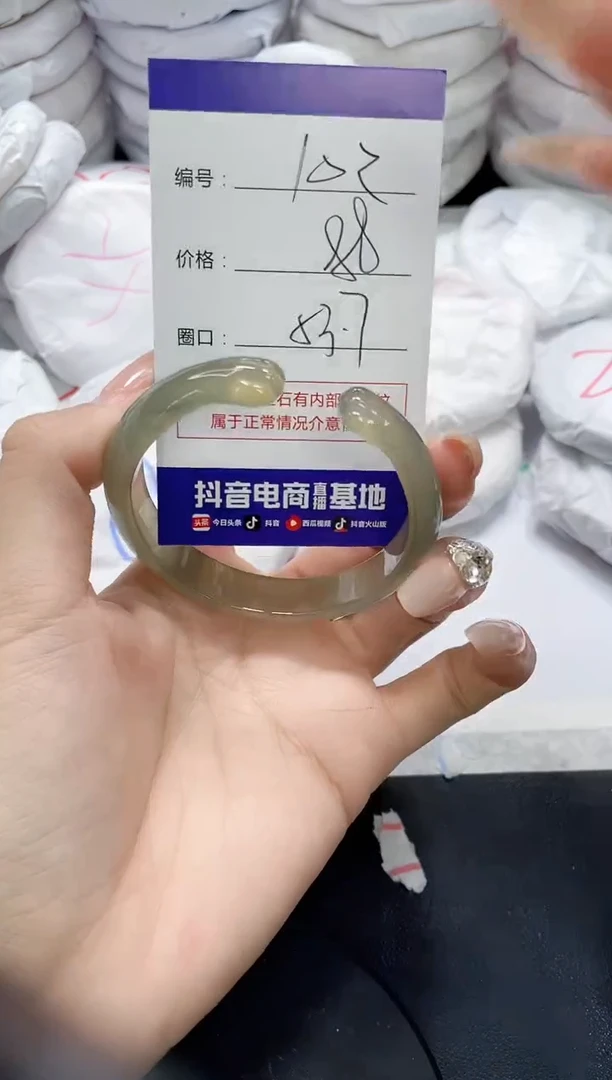 编号：102
价格：88
圈口：53.7
石有内部
属于正常情况介意
抖音电商直播基地
今日头条 抖音 西瓜视频 抖音火山版